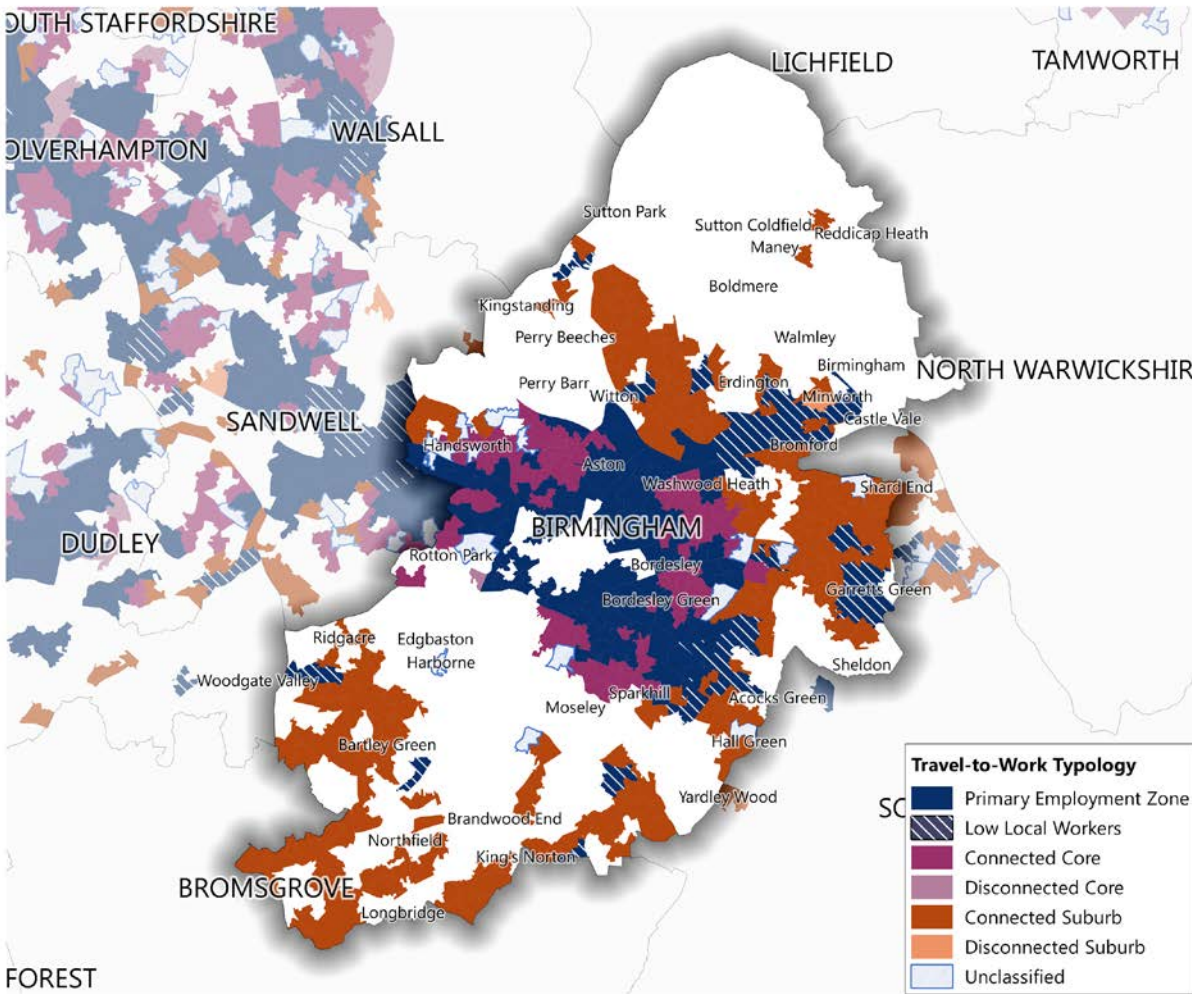 OUTH STAFFORDSHIRE
LICHFIELD
TAMWORTH
WALSALL
OLVERHAMPTON
Sutton Park
Sutton Coldfield
Reddicap Heath
Maney
Boldmere
Kingstanding
Perry Beeches
Walmley
Birmingham
NORTH WARWICKSHIR
Perry Barr
Erdington
Witton
Minworth
Castle Vale
SANDWELL
Handsworth
Bromford
Aston
Washwood Heath
Shard End
BIRMINGHAM
DUDLEY
Rotton Park
Bordesley
Garretts Green
Bordesley Green
Ridgacre
Edgbaston
Harborne
Sheldon
Woodgate Valley
Sparkhill
Acocks Green
Moseley
Bartley Green
Hall Green
Yardley Wood
SO
Brandwood End
Northfield
King's Norton
BROMSGROVE
Longbridge
FOREST
Travel-to-Work Typology
Primary Employment Zone
Low Local Workers
Connected Core
Disconnected Core
Connected Suburb
Disconnected Suburb
Unclassified